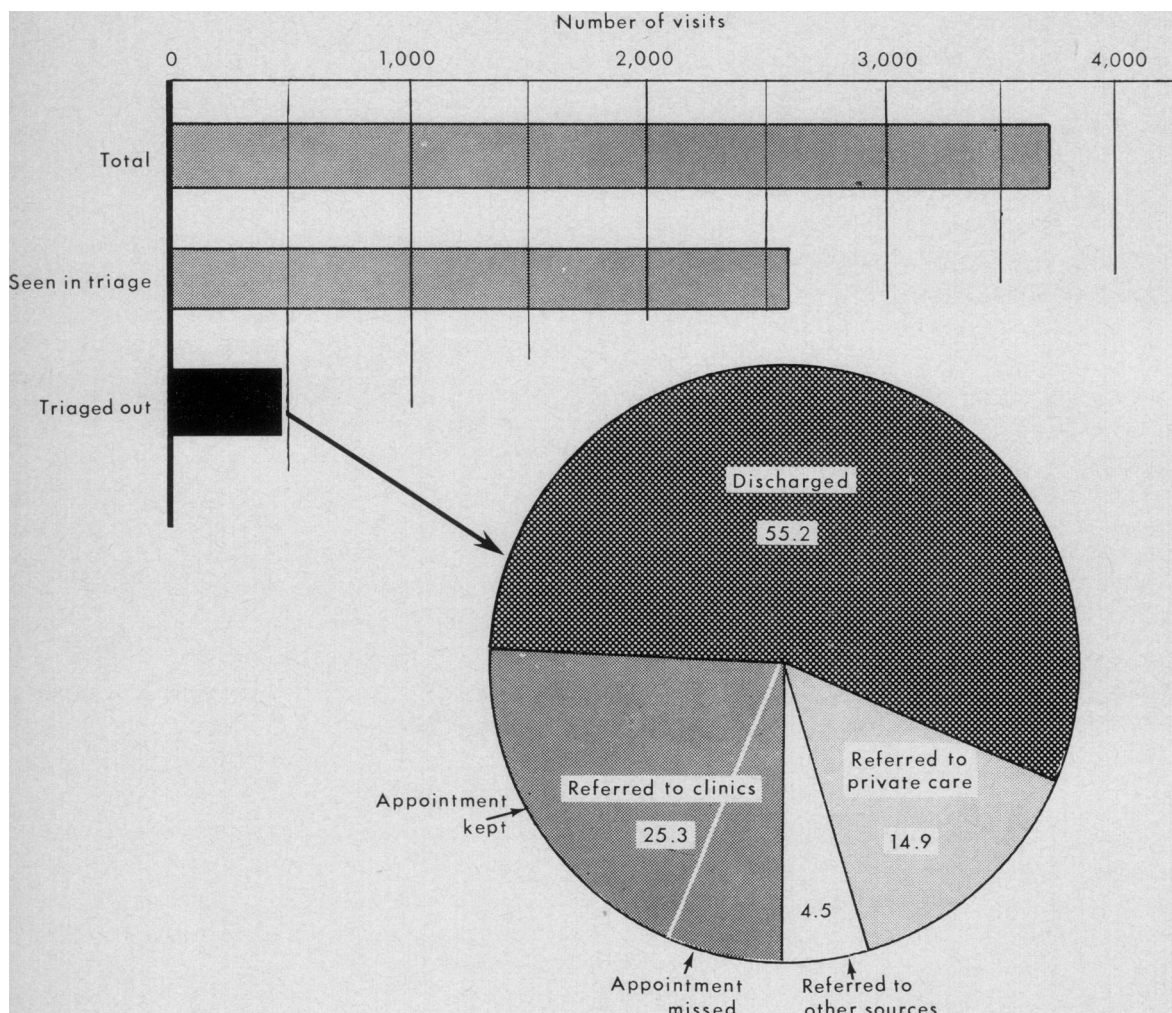 Number of visits
0 1,000 2,000 3,000 4,000
Total
Seen in triage
Triaged out
Discharged
55.2
Referred to
private care
14.9
Referred to clinics
25.3
Appointment
kept
4.5
Appointment
missed
Referred to
other sources